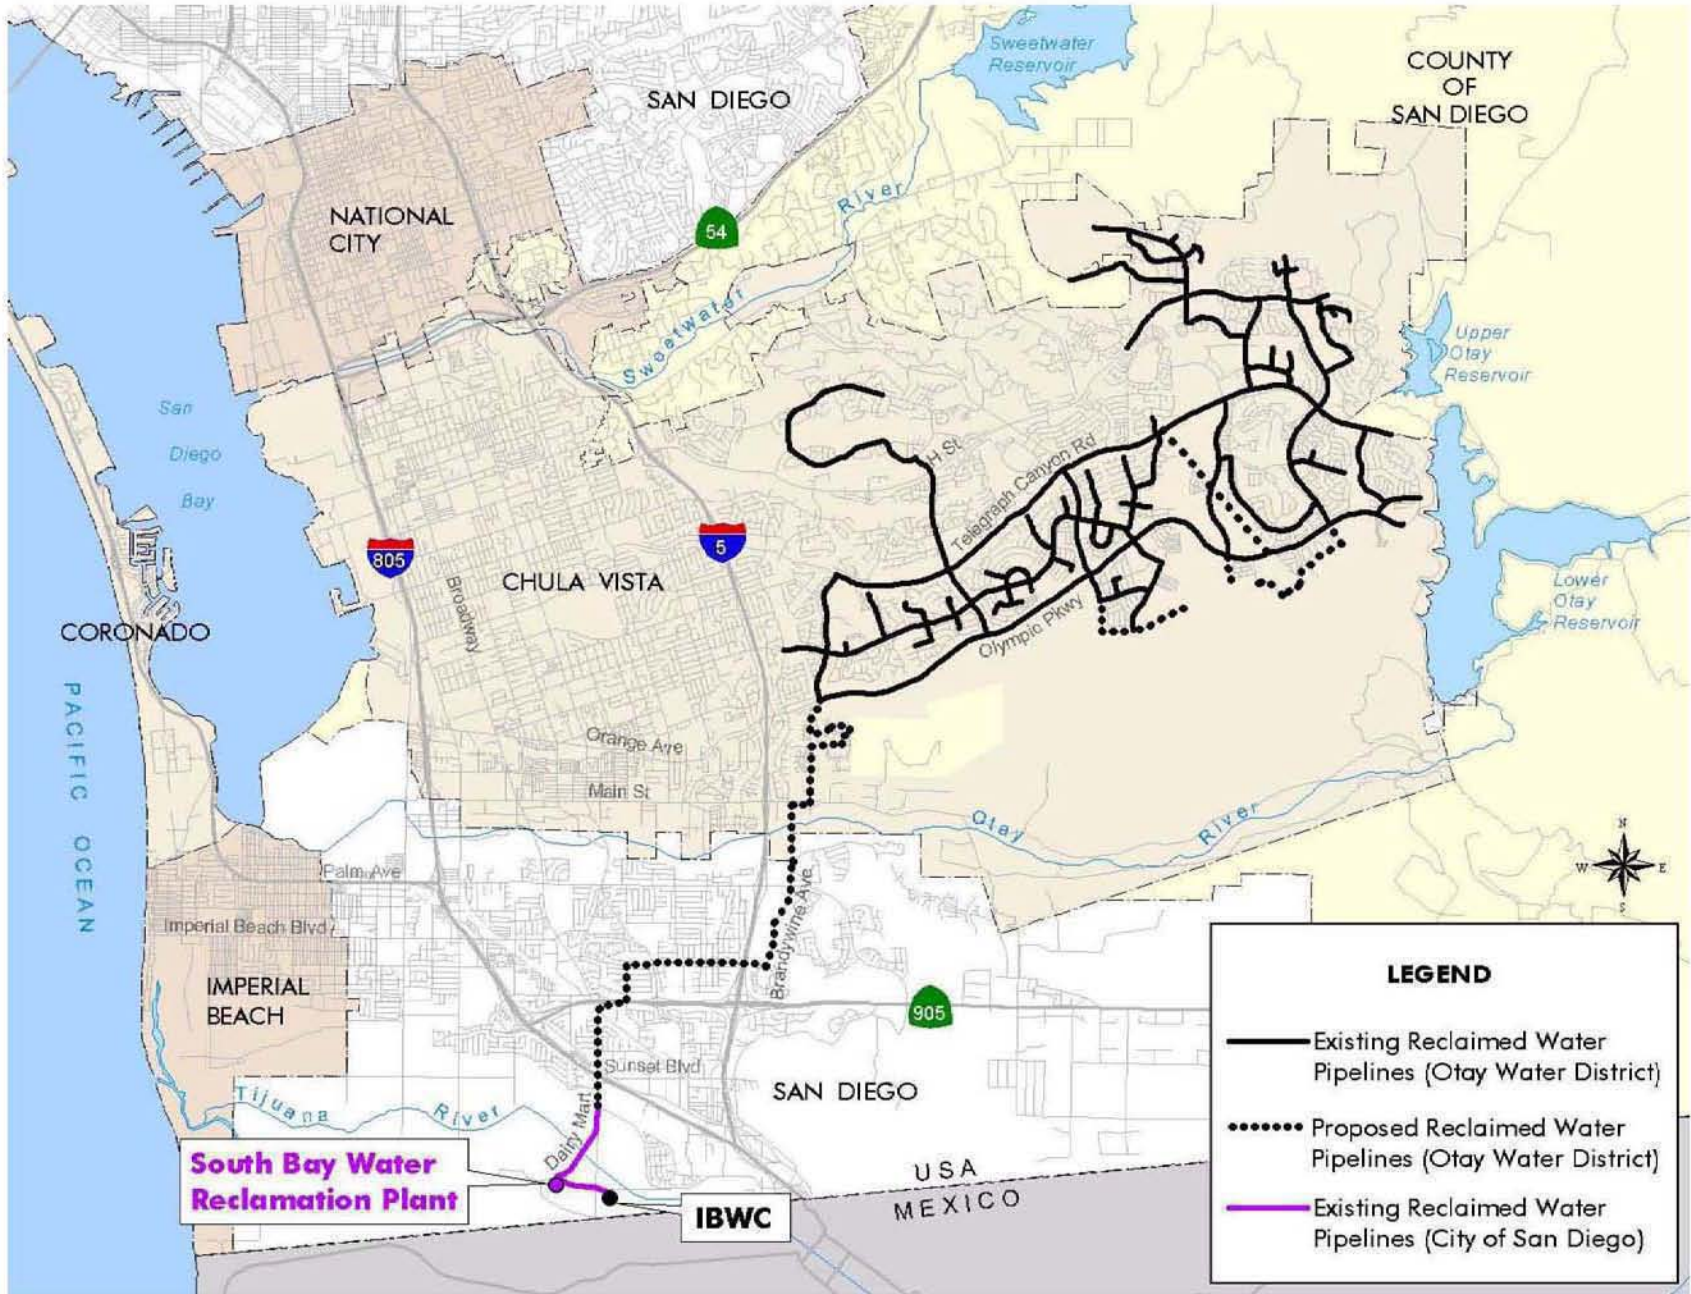 Sweetwater
Reservoir
COUNTY
OF
SAN DIEGO
SAN DIEGO
NATIONAL
CITY
54
River
Sweetwater
Upper
Otay
Reservoir
San
Diego
Bay
H St
Telegraph Canyon Rd
805
5
CHULA VISTA
Broadway
Lower
Otay
Reservoir
CORONADO
Olympic Pkwy
PACIFIC OCEAN
Orange Ave
Main St
Otay
River
N
W
E
S
Palm Ave
Imperial Beach Blvd
Brandywine Ave
IMPERIAL
BEACH
905
Sunset Blvd
SAN DIEGO
Tijuana
River
Dairy Mart
South Bay Water
Reclamation Plant
IBWC
USA
MEXICO
LEGEND
Existing Reclaimed Water
Pipelines (Otay Water District)
Proposed Reclaimed Water
Pipelines (Otay Water District)
Existing Reclaimed Water
Pipelines (City of San Diego)